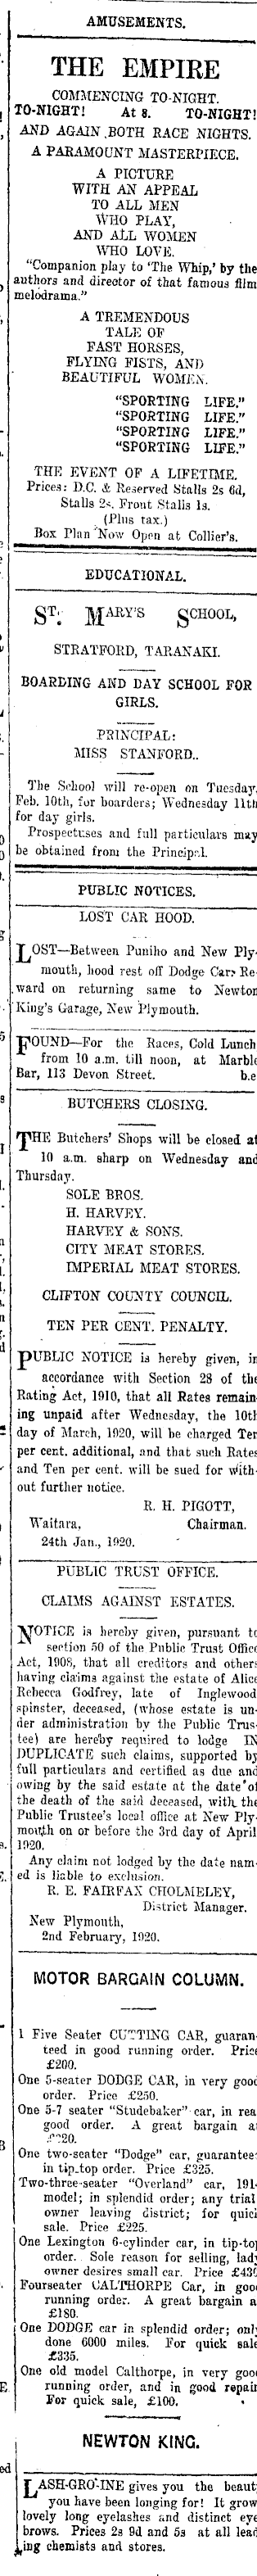 AMUSEMENTS.
THE EMPIRE
COMMENCING TO-NIGHT.
TO-NIGHT! At 8. TO-NIGHT!
AND AGAIN BOTH RACE NIGHTS.
A PARAMOUNT MASTERPIECE.
A PICTURE
WITH AN APPEAL
TO ALL MEN
WHO PLAY,
AND ALL WOMEN
WHO LOVE.
"Companion play to 'The Whip,' by the
authors and director of that famous film
melodrama."
A TREMENDOUS
TALE OF
FAST HORSES,
FLYING FISTS, AND
BEAUTIFUL WOMEN.
"SPORTING LIFE."
"SPORTING LIFE."
"SPORTING LIFE."
"SPORTING LIFE."
THE EVENT OF A LIFETIME.
Prices: D.C. & Reserved Stalls 2s 6d,
Stalls 2s, Front Stalls 1s.
(Plus tax.)
Box Plan Now Open at Collier's.
EDUCATIONAL.
ST. MARY'S SCHOOL,
STRATFORD, TARANAKI.
BOARDING AND DAY SCHOOL FOR
GIRLS.
PRINCIPAL:
MISS STANFORD..
The School will re-open on Tuesday,
Feb. 10th, for boarders; Wednesday 11th
for day girls.
Prospectuses and full particulars may
be obtained from the Principal.
PUBLIC NOTICES.
LOST CAR HOOD.
LOST—Between Puniho and New Ply-
mouth, hood rest off Dodge Car; Re-
ward on returning same to Newton
King's Garage, New Plymouth.
FOUND—For the Races, Cold Lunch
from 10 a.m. till noon, at Marble
Bar, 113 Devon Street. b.e
BUTCHERS CLOSING.
THE Butchers' Shops will be closed at
10 a.m. sharp on Wednesday and
Thursday.
SOLE BROS.
H. HARVEY.
HARVEY & SONS.
CITY MEAT STORES.
IMPERIAL MEAT STORES.
CLIFTON COUNTY COUNCIL.
TEN PER CENT. PENALTY.
PUBLIC NOTICE is hereby given, in
accordance with Section 28 of the
Rating Act, 1910, that all Rates remain-
ing unpaid after Wednesday, the 10th
day of March, 1920, will be charged Ten
per cent. additional, and that such Rates
and Ten per cent. will be sued for with-
out further notice.
R. H. PIGOTT,
Waitara, Chairman.
24th Jan., 1920.
PUBLIC TRUST OFFICE.
CLAIMS AGAINST ESTATES.
NOTICE is hereby given, pursuant to
section 50 of the Public Trust Office
Act, 1908, that all creditors and others
having claims against the estate of Alice
Rebecca Godfrey, late of Inglewood
spinster, deceased, (whose estate is un-
der administration by the Public Trus-
tee) are hereby required to lodge IN
DUPLICATE such claims, supported by
full particulars and certified as due and
owing by the said estate at the date of
the death of the said deceased, with the
Public Trustee's local office at New Ply-
mouth on or before the 3rd day of April
1920.
Any claim not lodged by the date nam-
ed is liable to exclusion.
R. E. FAIRFAX CHOLMELEY,
District Manager.
New Plymouth,
2nd February, 1920.
MOTOR BARGAIN COLUMN.
1 Five Seater CUTTING CAR, guaran-
teed in good running order. Price
£200.
One 5-seater DODGE CAR, in very good
order. Price £250.
One 5-7 seater "Studebaker" car, in real
good order. A great bargain at
One two-seater "Dodge" car, guaranteed
in tip-top order. Price £325.
Two-three-seater "Overland" car, 191-
model; in splendid order; any trial
owner leaving district; for quick
sale. Price £225.
One Lexington 6-cylinder car, in tip-top
order. Sole reason for selling, lady
owner desires small car. Price
Fourseater CALTHORPE Car, in good
running order. A great bargain at
£180.
One DODGE car in splendid order; only
done 6000 miles. For quick sale
£335.
One old model Calthorpe, in very good
running order, and in good repair
For quick sale, £100.
NEWTON KING.
LASH-GRO-INE gives you the beauty
you have been longing for! It grows
lovely long eyelashes and distinct eye-
brows. Prices 2s 9d and 5s at all lead-
ing chemists and stores.